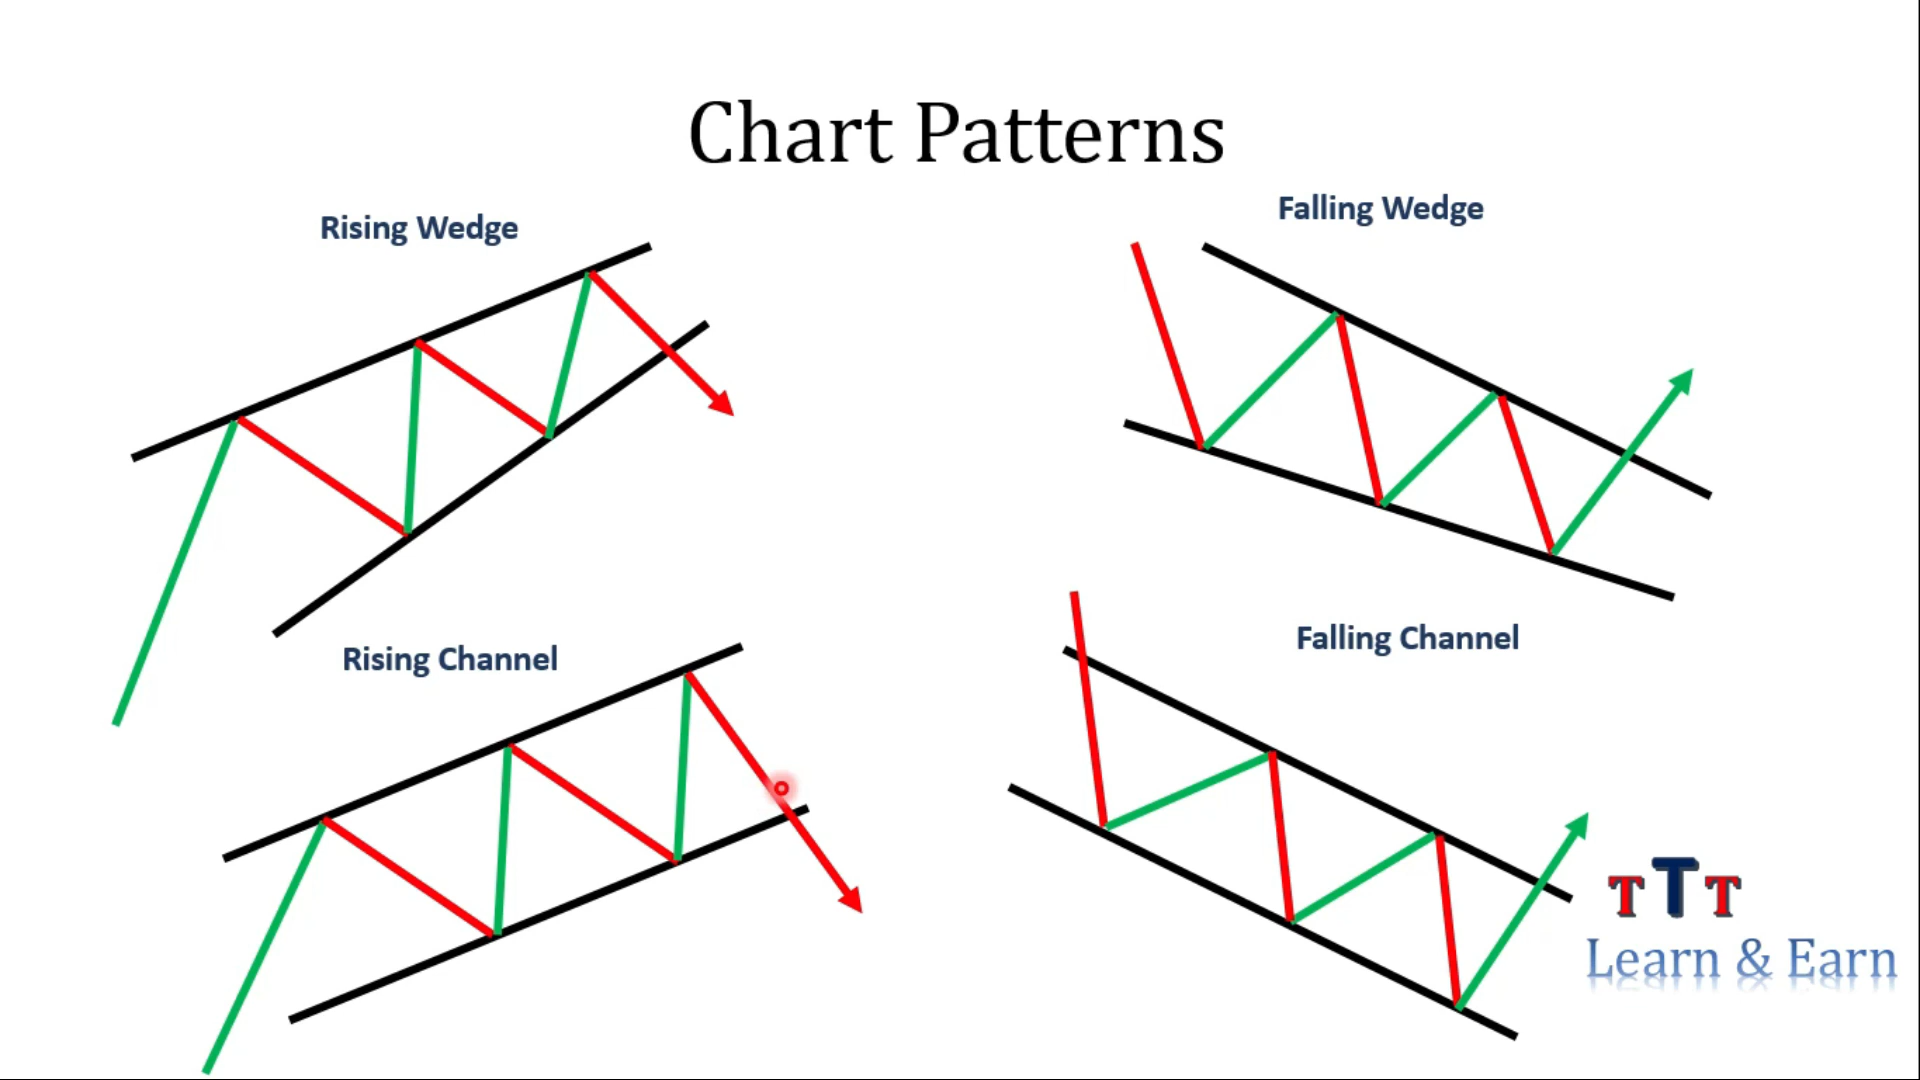 Chart Patterns
Rising Wedge
Falling Wedge
Rising Channel
Falling Channel
TTT
Learn & Earn